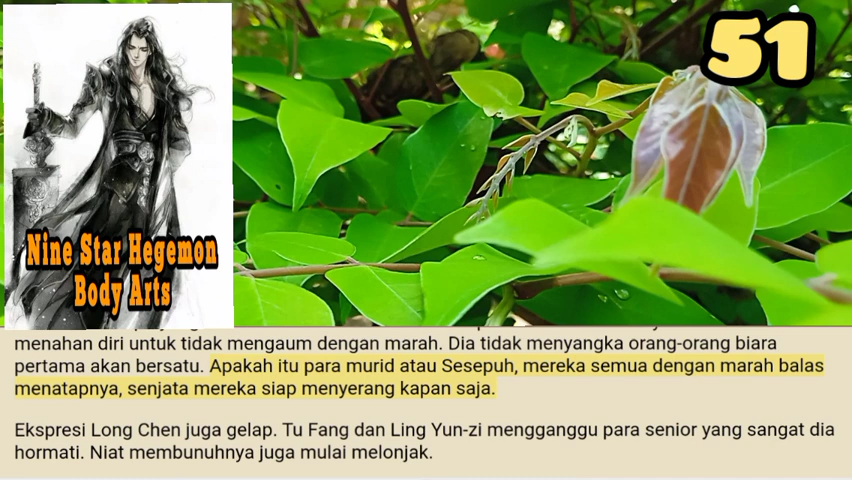 51
Nine Star Hegemon
Body Arts
menahan diri untuk tidak mengaum dengan marah. Dia tidak menyangka orang-orang biara
pertama akan bersatu. Apakah itu para murid atau Sesepuh, mereka semua dengan marah balas
menatapnya, senjata mereka siap menyerang kapan saja.
Ekspresi Long Chen juga gelap. Tu Fang dan Ling Yun-zi mengganggu para senior yang sangat dia
hormati. Niat membunuhnya juga mulai melonjak.